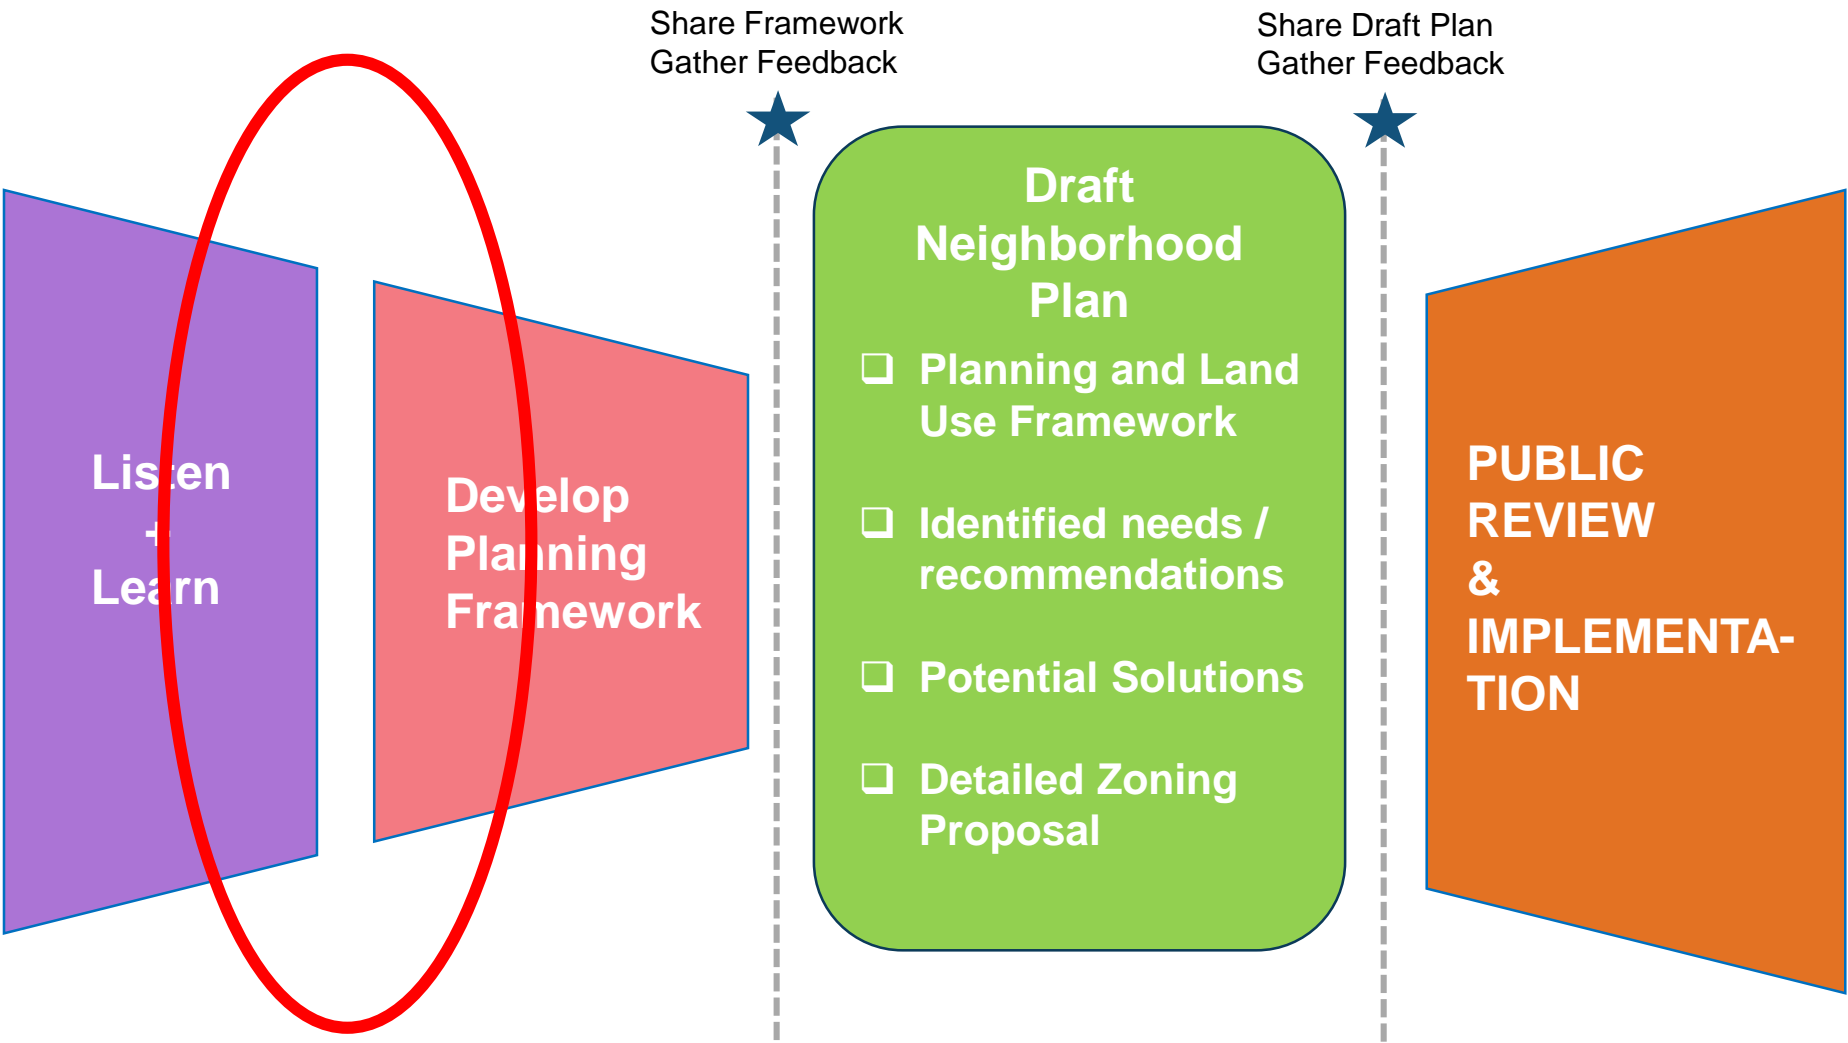 Share Framework
Gather Feedback
Share Draft Plan
Gather Feedback
Listen
+
Learn
Develop
Planning
Framework
Draft
Neighborhood
Plan
❑ Planning and Land
Use Framework
❑ Identified needs /
recommendations
❑ Potential Solutions
❑ Detailed Zoning
Proposal
PUBLIC
REVIEW
&
IMPLEMENTA-
TION